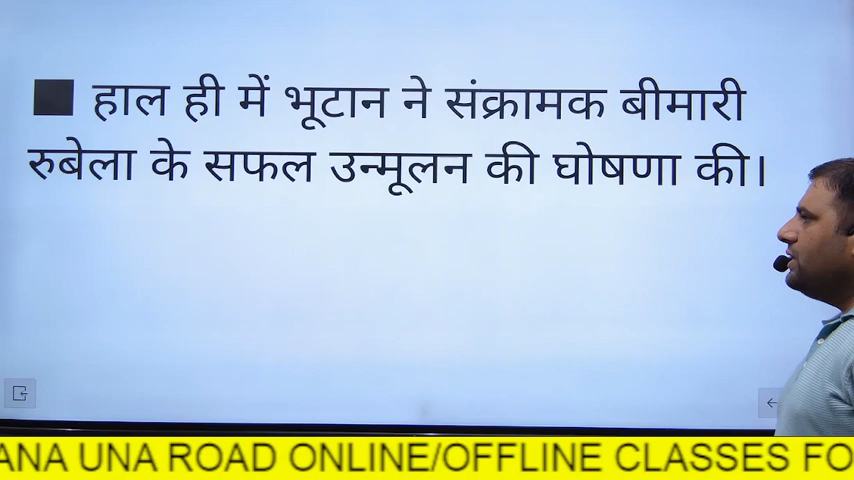 हाल ही में भूटान ने संक्रामक बीमारी
रुबेला के सफल उन्मूलन की घोषणा की।
ANA UNA ROAD ONLINE/OFFLINE CLASSES FO